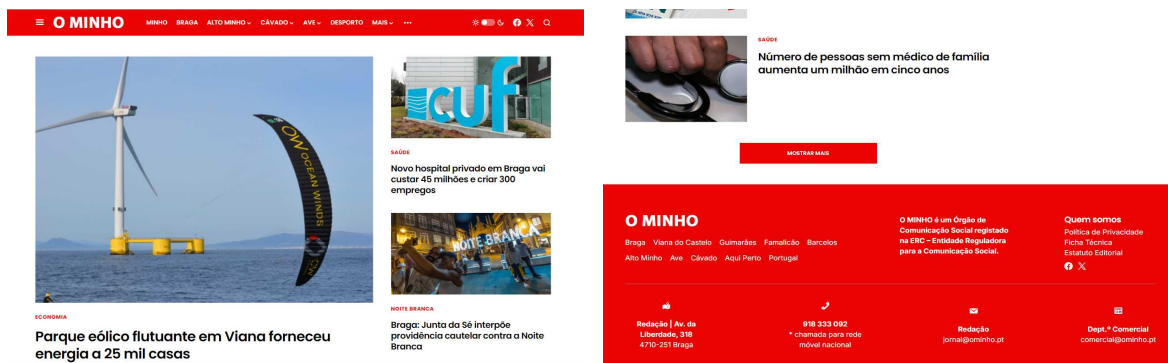 O MINHO
MINHO BRAGA ALTO MINHO CÁVADO AVE DESPORTO MAIS ...
OW OCEAN WINDS
ECONOMIA
Parque eólico flutuante em Viana forneceu
energia a 25 mil casas
cuf
SAÚDE
Novo hospital privado em Braga vai
custar 45 milhões e criar 300
empregos
NOITE BRANCA
NOITE BRANCA
Braga: Junta da Sé interpõe
providência cautelar contra a Noite
Branca
SAÚDE
Número de pessoas sem médico de família
aumenta um milhão em cinco anos
MOSTRAR MAIS
O MINHO
Braga Viana do Castelo Guimarães Famalicão Barcelos
Alto Minho Ave Cávado Aqui Perto Portugal
O MINHO é um Órgão de
Comunicação Social registado
na ERC – Entidade Reguladora
para a Comunicação Social.
Quem somos
Política de Privacidade
Ficha Técnica
Estatuto Editorial
Redação | Av. da
Liberdade, 318
4710-251 Braga
918 333 092
* chamada para rede
móvel nacional
Redação
jornal@ominho.pt
Dept.º Comercial
comercial@ominho.pt